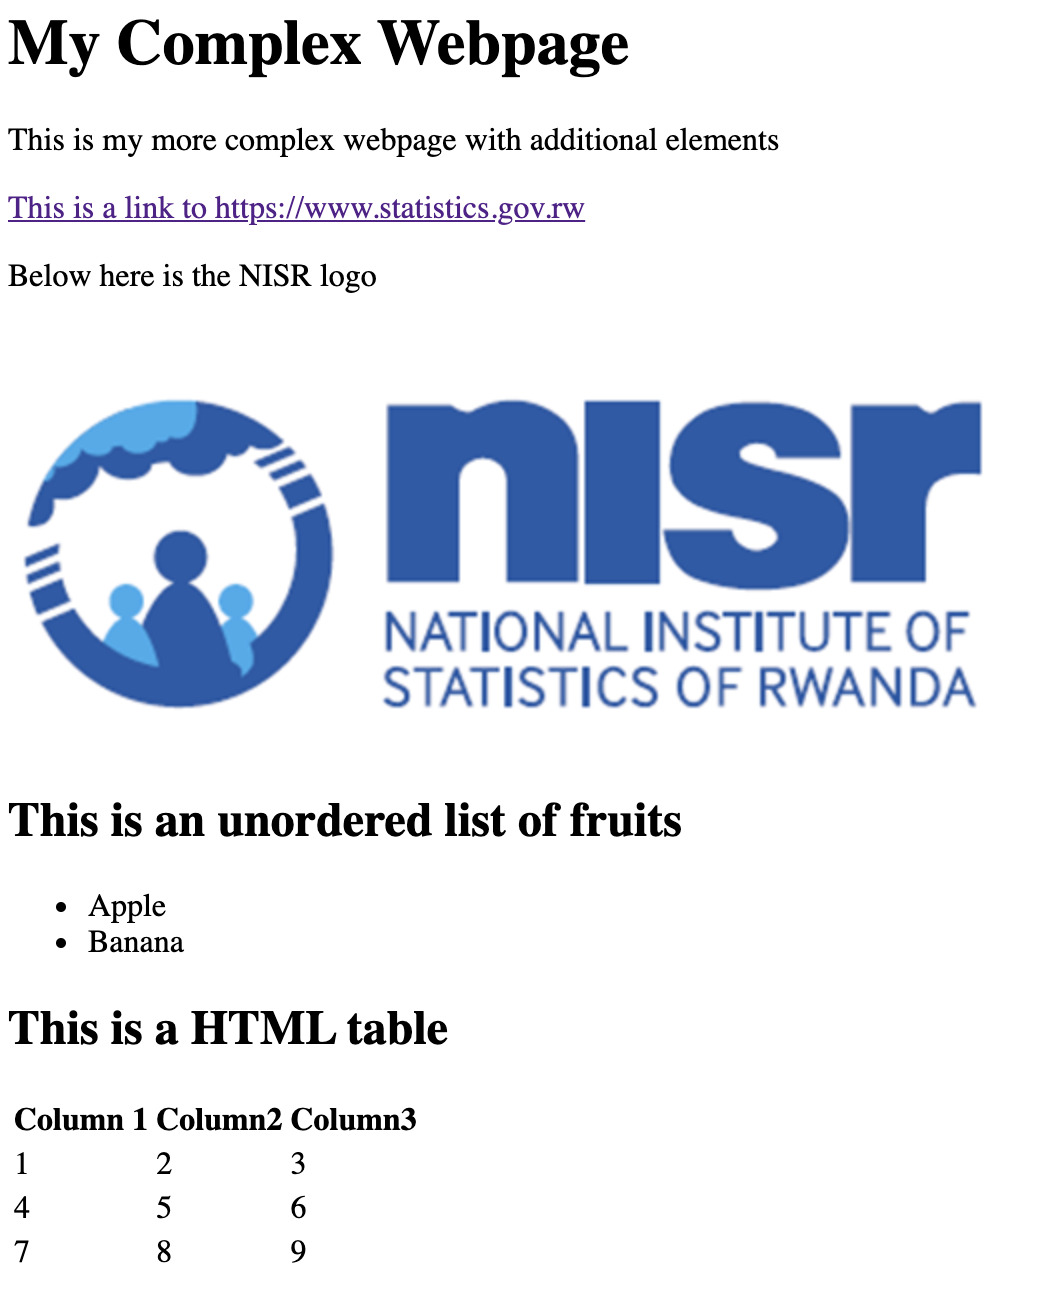 My Complex Webpage
This is my more complex webpage with additional elements
This is a link to https://www.statistics.gov.rw
Below here is the NISR logo
nisr
NATIONAL INSTITUTE OF
STATISTICS OF RWANDA
This is an unordered list of fruits
• Apple
• Banana
This is a HTML table
Column 1 Column2 Column3
1 2 3
4 5 6
7 8 9